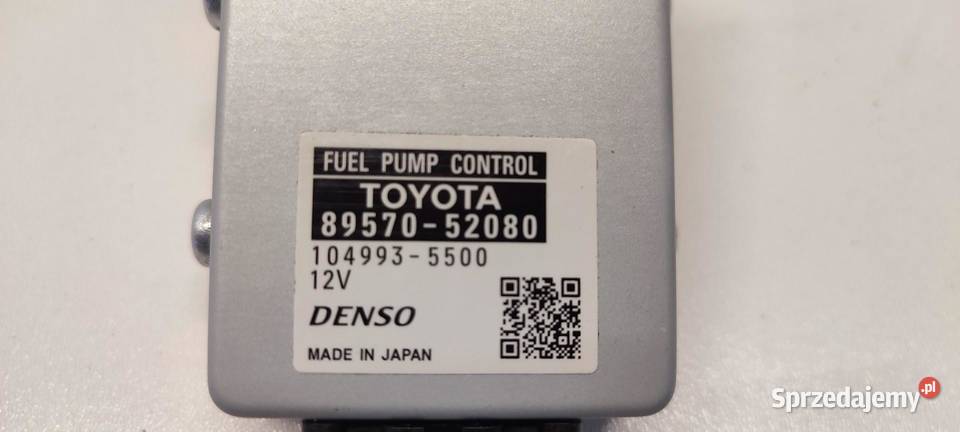 FUEL PUMP CONTROL
TOYOTA
89570-52080
104993-5500
12V
DENSO
MADE IN JAPAN
Sprzedajemy.pl